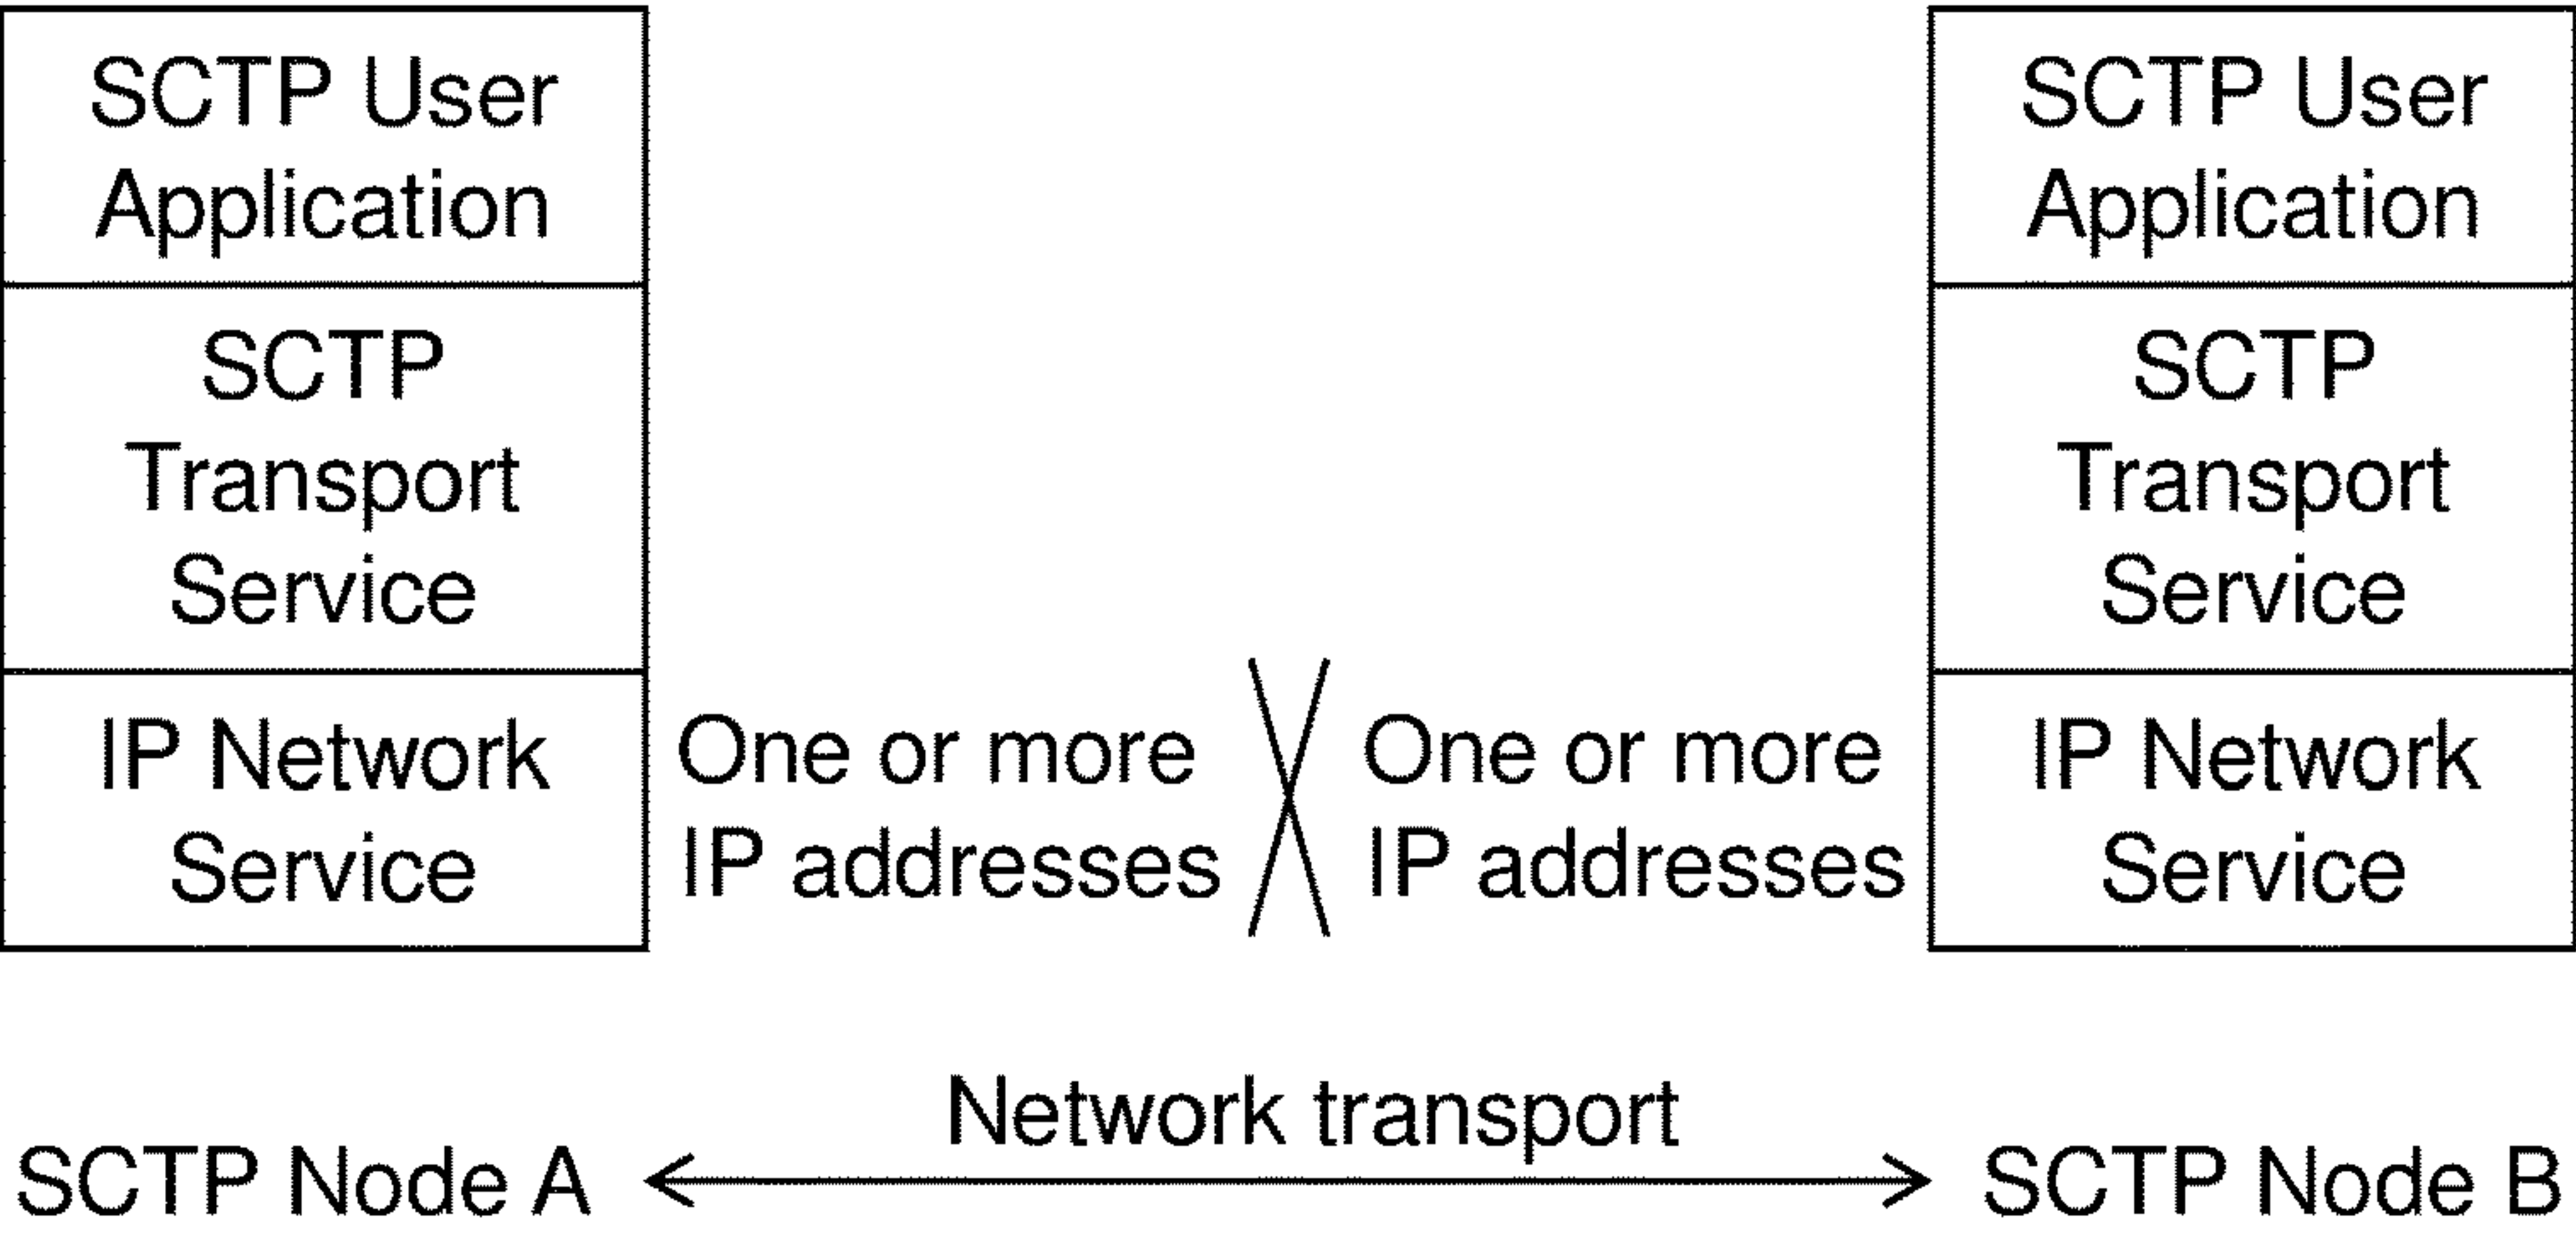 SCTP User
Application
SCTP
Transport
Service
IP Network
Service
One or more
IP addresses
One or more
IP addresses
SCTP User
Application
SCTP
Transport
Service
IP Network
Service
SCTP Node A
Network transport
SCTP Node B